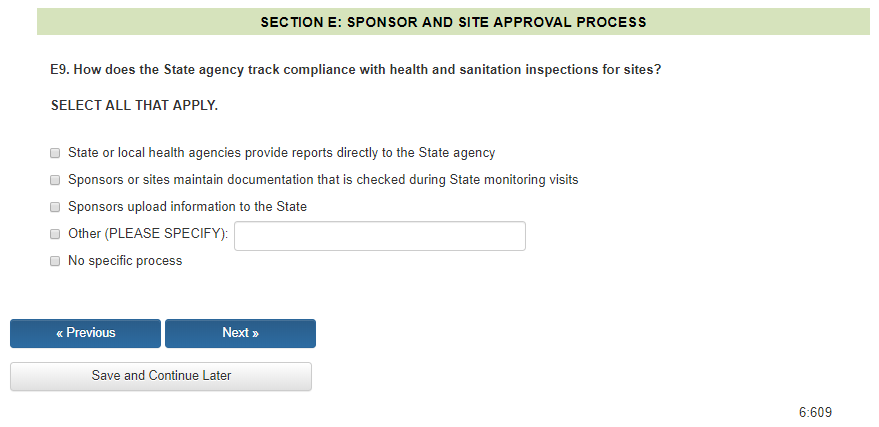 SECTION E: SPONSOR AND SITE APPROVAL PROCESS
E9. How does the State agency track compliance with health and sanitation inspections for sites?
SELECT ALL THAT APPLY.
State or local health agencies provide reports directly to the State agency
Sponsors or sites maintain documentation that is checked during State monitoring visits
Sponsors upload information to the State
Other (PLEASE SPECIFY):
No specific process
« Previous
Next »
Save and Continue Later
6:609